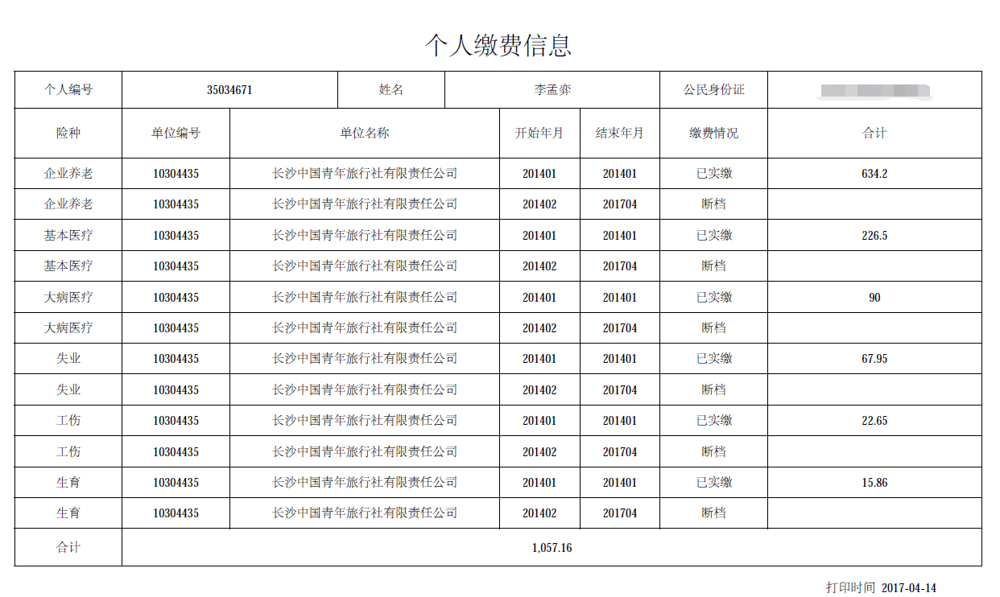 个人缴费信息
个人编号 35034671 姓名 李孟弈 公民身份证
险种 单位编号 单位名称 开始年月 结束年月 缴费情况 合计
企业养老 10304435 长沙中国青年旅行社有限责任公司 201401 201401 已实缴 634.2
企业养老 10304435 长沙中国青年旅行社有限责任公司 201402 201704 断档
基本医疗 10304435 长沙中国青年旅行社有限责任公司 201401 201401 已实缴 226.5
基本医疗 10304435 长沙中国青年旅行社有限责任公司 201402 201704 断档
大病医疗 10304435 长沙中国青年旅行社有限责任公司 201401 201401 已实缴 90
大病医疗 10304435 长沙中国青年旅行社有限责任公司 201402 201704 断档
失业 10304435 长沙中国青年旅行社有限责任公司 201401 201401 已实缴 67.95
失业 10304435 长沙中国青年旅行社有限责任公司 201402 201704 断档
工伤 10304435 长沙中国青年旅行社有限责任公司 201401 201401 已实缴 22.65
工伤 10304435 长沙中国青年旅行社有限责任公司 201402 201704 断档
生育 10304435 长沙中国青年旅行社有限责任公司 201401 201401 已实缴 15.86
生育 10304435 长沙中国青年旅行社有限责任公司 201402 201704 断档
合计 1,057.16
打印时间 2017-04-14